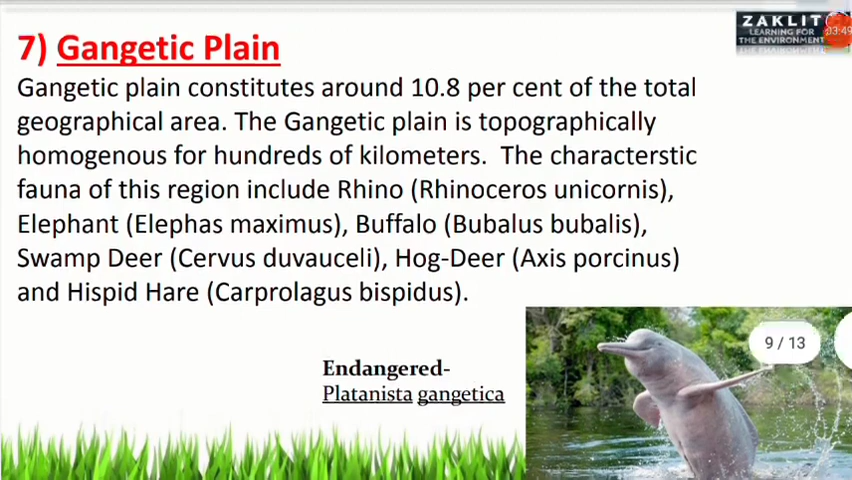 7) Gangetic Plain
Gangetic plain constitutes around 10.8 per cent of the total
geographical area. The Gangetic plain is topographically
homogenous for hundreds of kilometers. The characterstic
fauna of this region include Rhino (Rhinoceros unicornis),
Elephant (Elephas maximus), Buffalo (Bubalus bubalis),
Swamp Deer (Cervus duvauceli), Hog-Deer (Axis porcinus)
and Hispid Hare (Carprolagus bispidus).
Endangered-
Platanista gangetica
ZAKLIT
LEARNING FOR
THE ENVIRONMENT
03:49
9 / 13